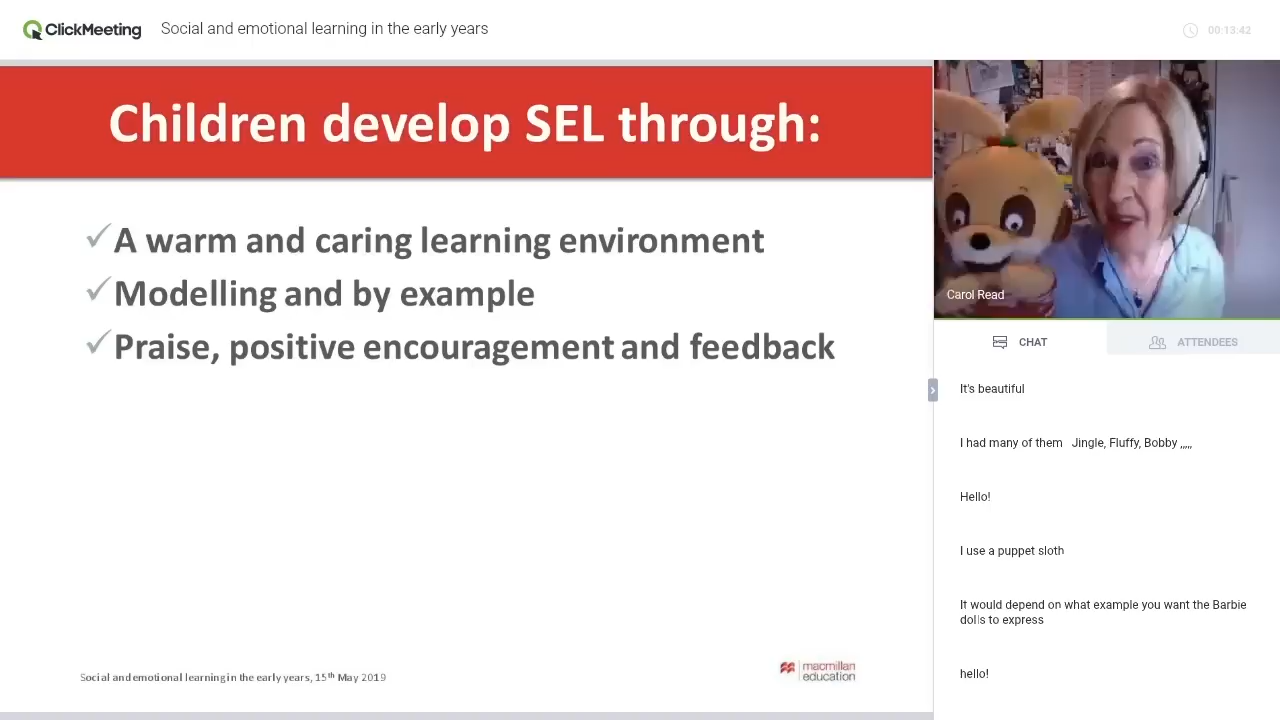 ClickMeeting
Social and emotional learning in the early years
00:13:42
Children develop SEL through:
A warm and caring learning environment
Modelling and by example
Praise, positive encouragement and feedback
Social and emotional learning in the early years, 15th May 2019
macmillan
education
Carol Read
CHAT
ATTENDEES
It's beautiful
I had many of them Jingle, Fluffy, Bobby ,,,,,
Hello!
I use a puppet sloth
It would depend on what example you want the Barbie
dolls to express
hello!